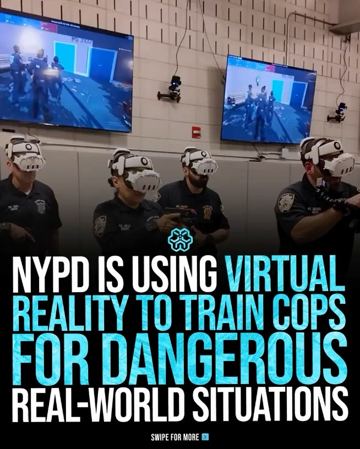 NYPD IS USING VIRTUAL
REALITY TO TRAIN COPS
FOR DANGEROUS
REAL-WORLD SITUATIONS
SWIPE FOR MORE